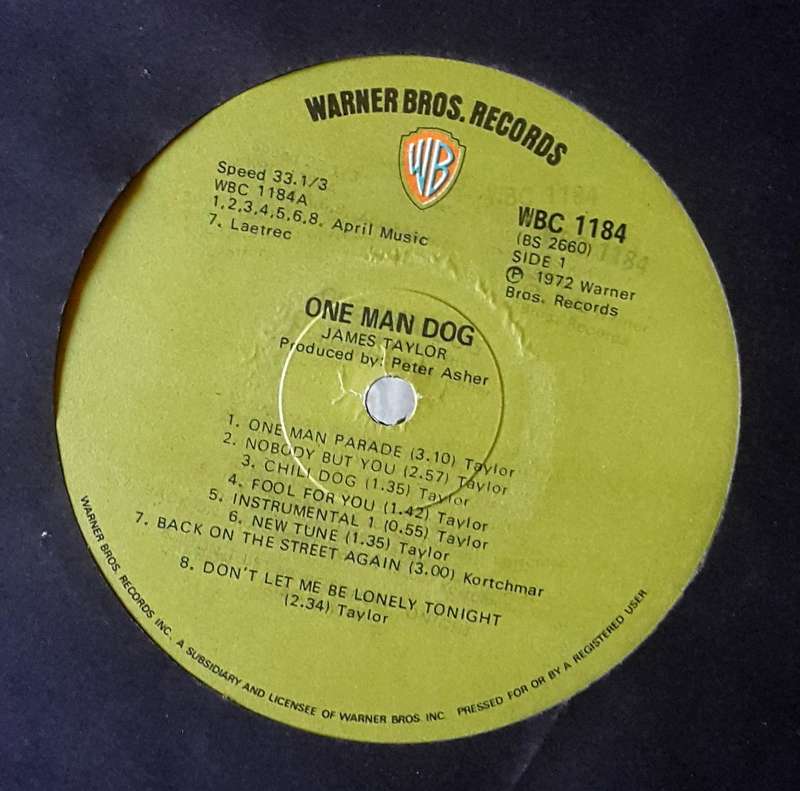 WARNER BROS. RECORDS
WB
Speed 33.1/3
WBC 1184A
1,2,3,4,5,6,8. April Music
7. Laetrec
WBC 1184
(BS 2660)
SIDE 1
Ⓟ 1972 Warner
Bros. Records
ONE MAN DOG
JAMES TAYLOR
Produced by: Peter Asher
1. ONE MAN PARADE (3.10) Taylor
2. NOBODY BUT YOU (2.57) Taylor
3. CHILI DOG (1.35) Taylor
4. FOOL FOR YOU (1.42) Taylor
5. INSTRUMENTAL 1 (0.55) Taylor
6. NEW TUNE (1.35) Taylor
7. BACK ON THE STREET AGAIN (3.00) Kortchmar
8. DON'T LET ME BE LONELY TONIGHT
(2.34) Taylor
WARNER BROS. RECORDS INC. A SUBSIDIARY AND LICENSEE OF WARNER BROS. INC. PRESSED FOR OR BY A REGISTERED USER